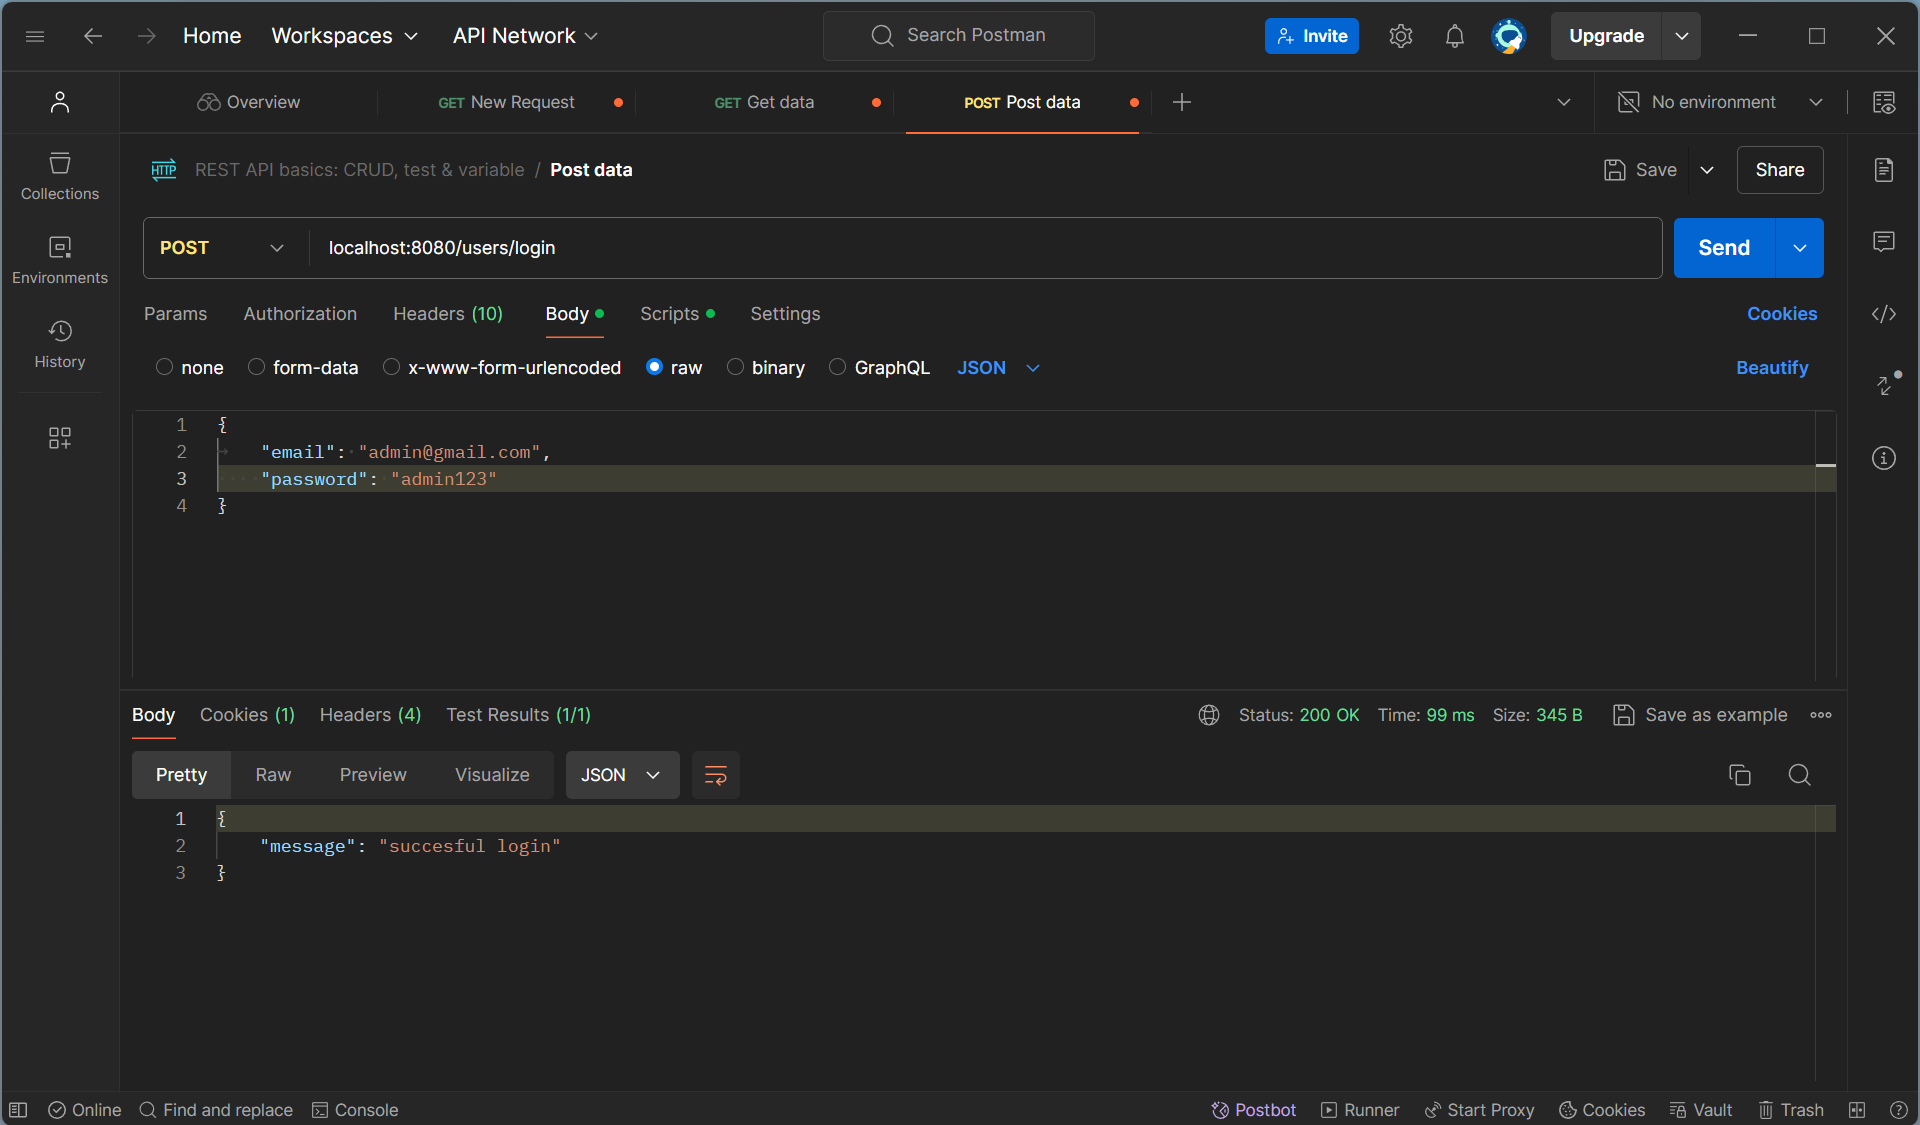 Home Workspaces API Network Search Postman Invite Upgrade
Overview GET New Request GET Get data POST Post data No environment
HTTP REST API basics: CRUD, test & variable / Post data Save Share
Collections
Environments
History
POST localhost:8080/users/login Send
Params Authorization Headers (10) Body Scripts Settings Cookies
none form-data x-www-form-urlencoded raw binary GraphQL JSON Beautify
1 {
2 "email": "admin@gmail.com",
3 "password": "admin123"
4 }
Body Cookies (1) Headers (4) Test Results (1/1) Status: 200 OK Time: 99 ms Size: 345 B Save as example
Pretty Raw Preview Visualize JSON
1 {
2 "message": "succesful login"
3 }
Online Find and replace Console Postbot Runner Start Proxy Cookies Vault Trash